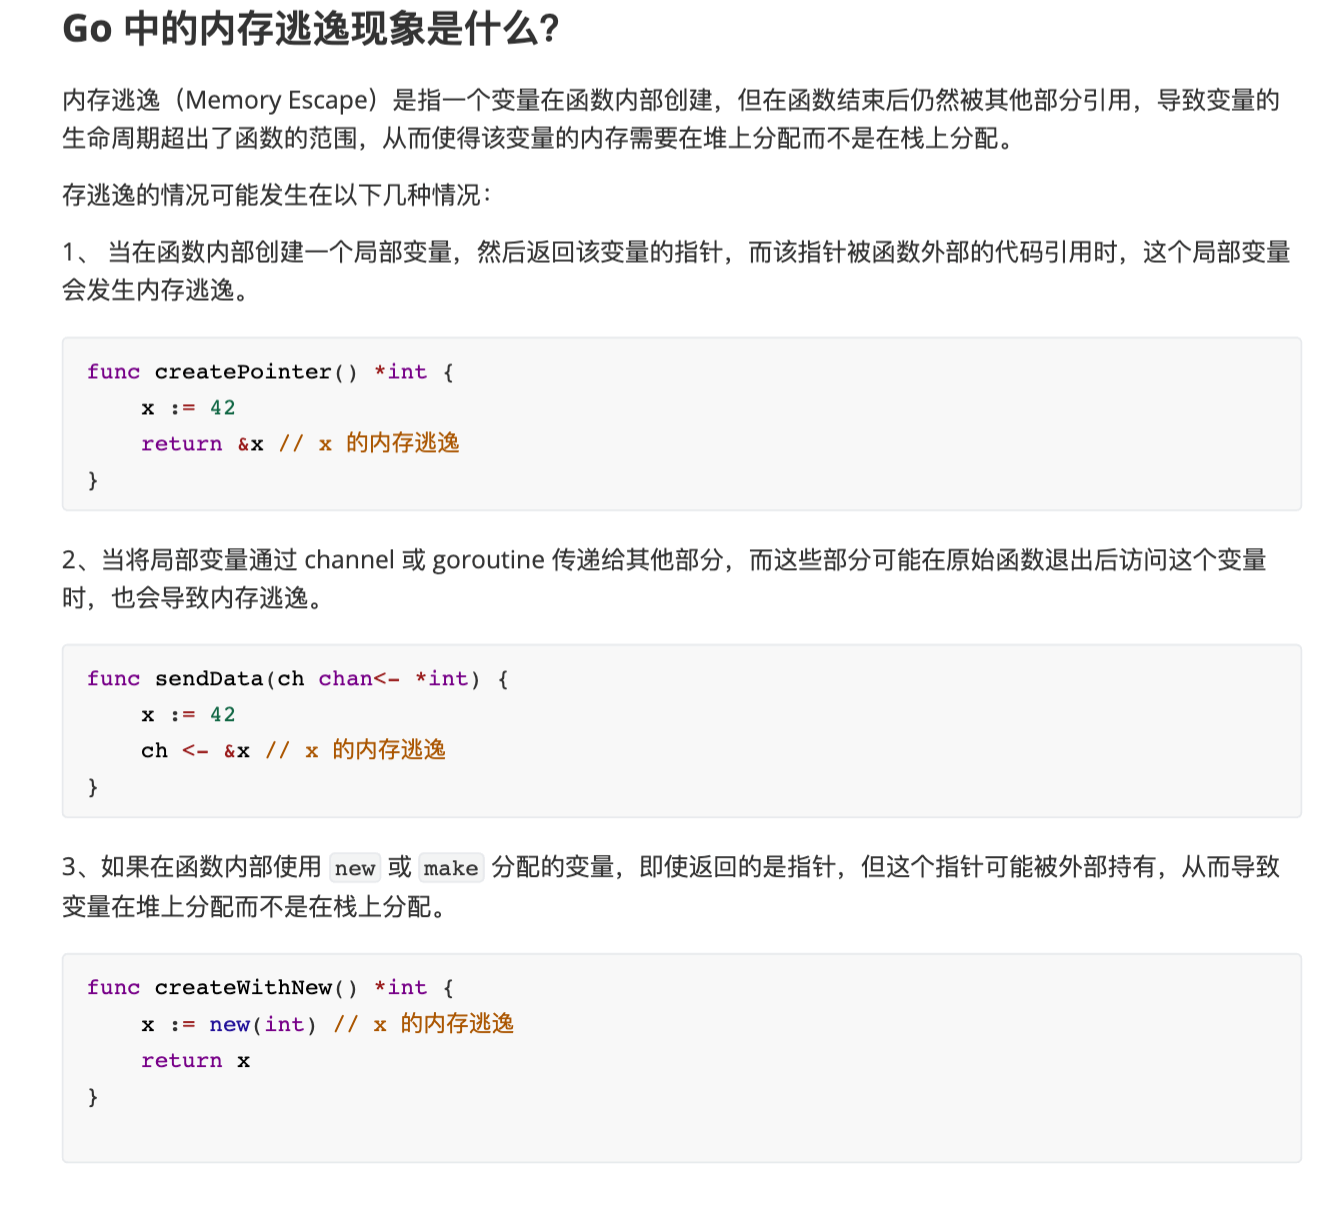 Go 中的内存逃逸现象是什么？
内存逃逸（Memory Escape）是指一个变量在函数内部创建，但在函数结束后仍然被其他部分引用，导致变量的
生命周期超出了函数的范围，从而使得该变量的内存需要在堆上分配而不是在栈上分配。
存逃逸的情况可能发生在以下几种情况：
1、 当在函数内部创建一个局部变量，然后返回该变量的指针，而该指针被函数外部的代码引用时，这个局部变量
会发生内存逃逸。
func createPointer() *int {
    x := 42
    return &x // x 的内存逃逸
}
2、当将局部变量通过 channel 或 goroutine 传递给其他部分，而这些部分可能在原始函数退出后访问这个变量
时，也会导致内存逃逸。
func sendData(ch chan<- *int) {
    x := 42
    ch <- &x // x 的内存逃逸
}
3、如果在函数内部使用 new 或 make 分配的变量，即使返回的是指针，但这个指针可能被外部持有，从而导致
变量在堆上分配而不是在栈上分配。
func createWithNew() *int {
    x := new(int) // x 的内存逃逸
    return x
}